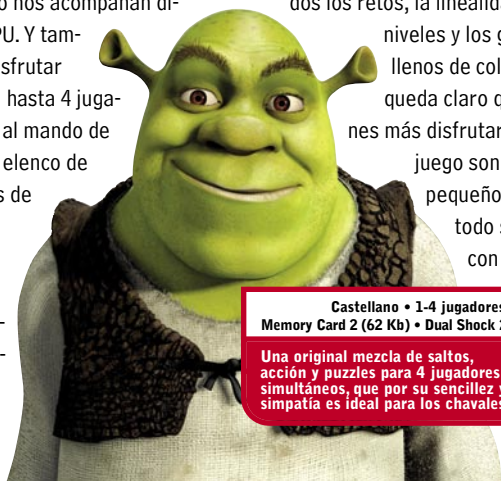 nos acompañan di-
PU. Y tam-
sfrutar
hasta 4 juga-
al mando de
elenco de
s de
-
-
dos los retos, la linealida
niveles y los g
llenos de col
queda claro q
nes más disfrutar
juego son
pequeño
todo s
con
Castellano • 1-4 jugadores
Memory Card 2 (62 Kb) • Dual Shock 2
Una original mezcla de saltos,
acción y puzzles para 4 jugadores
simultáneos, que por su sencillez y
simpatía es ideal para los chavales